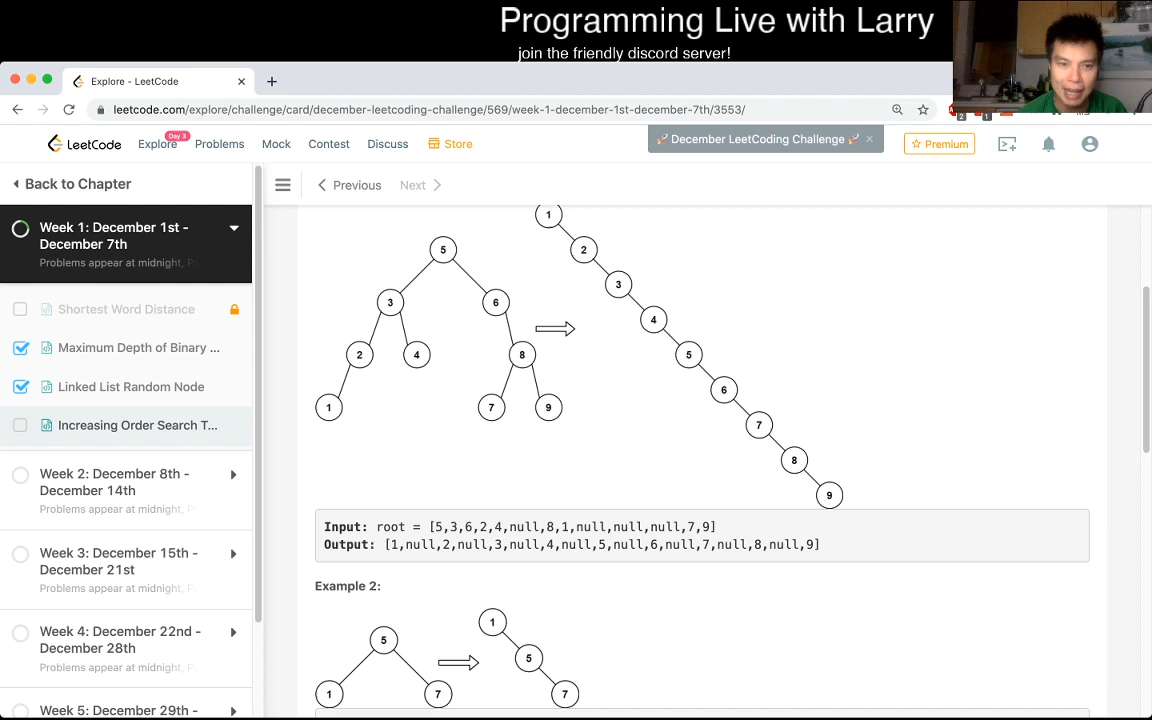 Programming Live with Larry
join the friendly discord server!
Explore - LeetCode
leetcode.com/explore/challenge/card/december-leetcoding-challenge/569/week-1-december-1st-december-7th/3553/
2
1
LeetCode
Explore
Day 3
Problems
Mock
Contest
Discuss
Store
December LeetCoding Challenge
Premium
Back to Chapter
Previous
Next
Week 1: December 1st -
December 7th
Problems appear at midnight, P
Shortest Word Distance
Maximum Depth of Binary ...
Linked List Random Node
Increasing Order Search T...
Week 2: December 8th -
December 14th
Problems appear at midnight, P
Week 3: December 15th -
December 21st
Problems appear at midnight, P
Week 4: December 22nd -
December 28th
Problems appear at midnight, P
Week 5: December 29th -
5
3 6
2 4 8
1 7 9
1
2
3
4
5
6
7
8
9
Input: root = [5,3,6,2,4,null,8,1,null,null,null,7,9]
Output: [1,null,2,null,3,null,4,null,5,null,6,null,7,null,8,null,9]
Example 2:
5
1 7
1
5
7